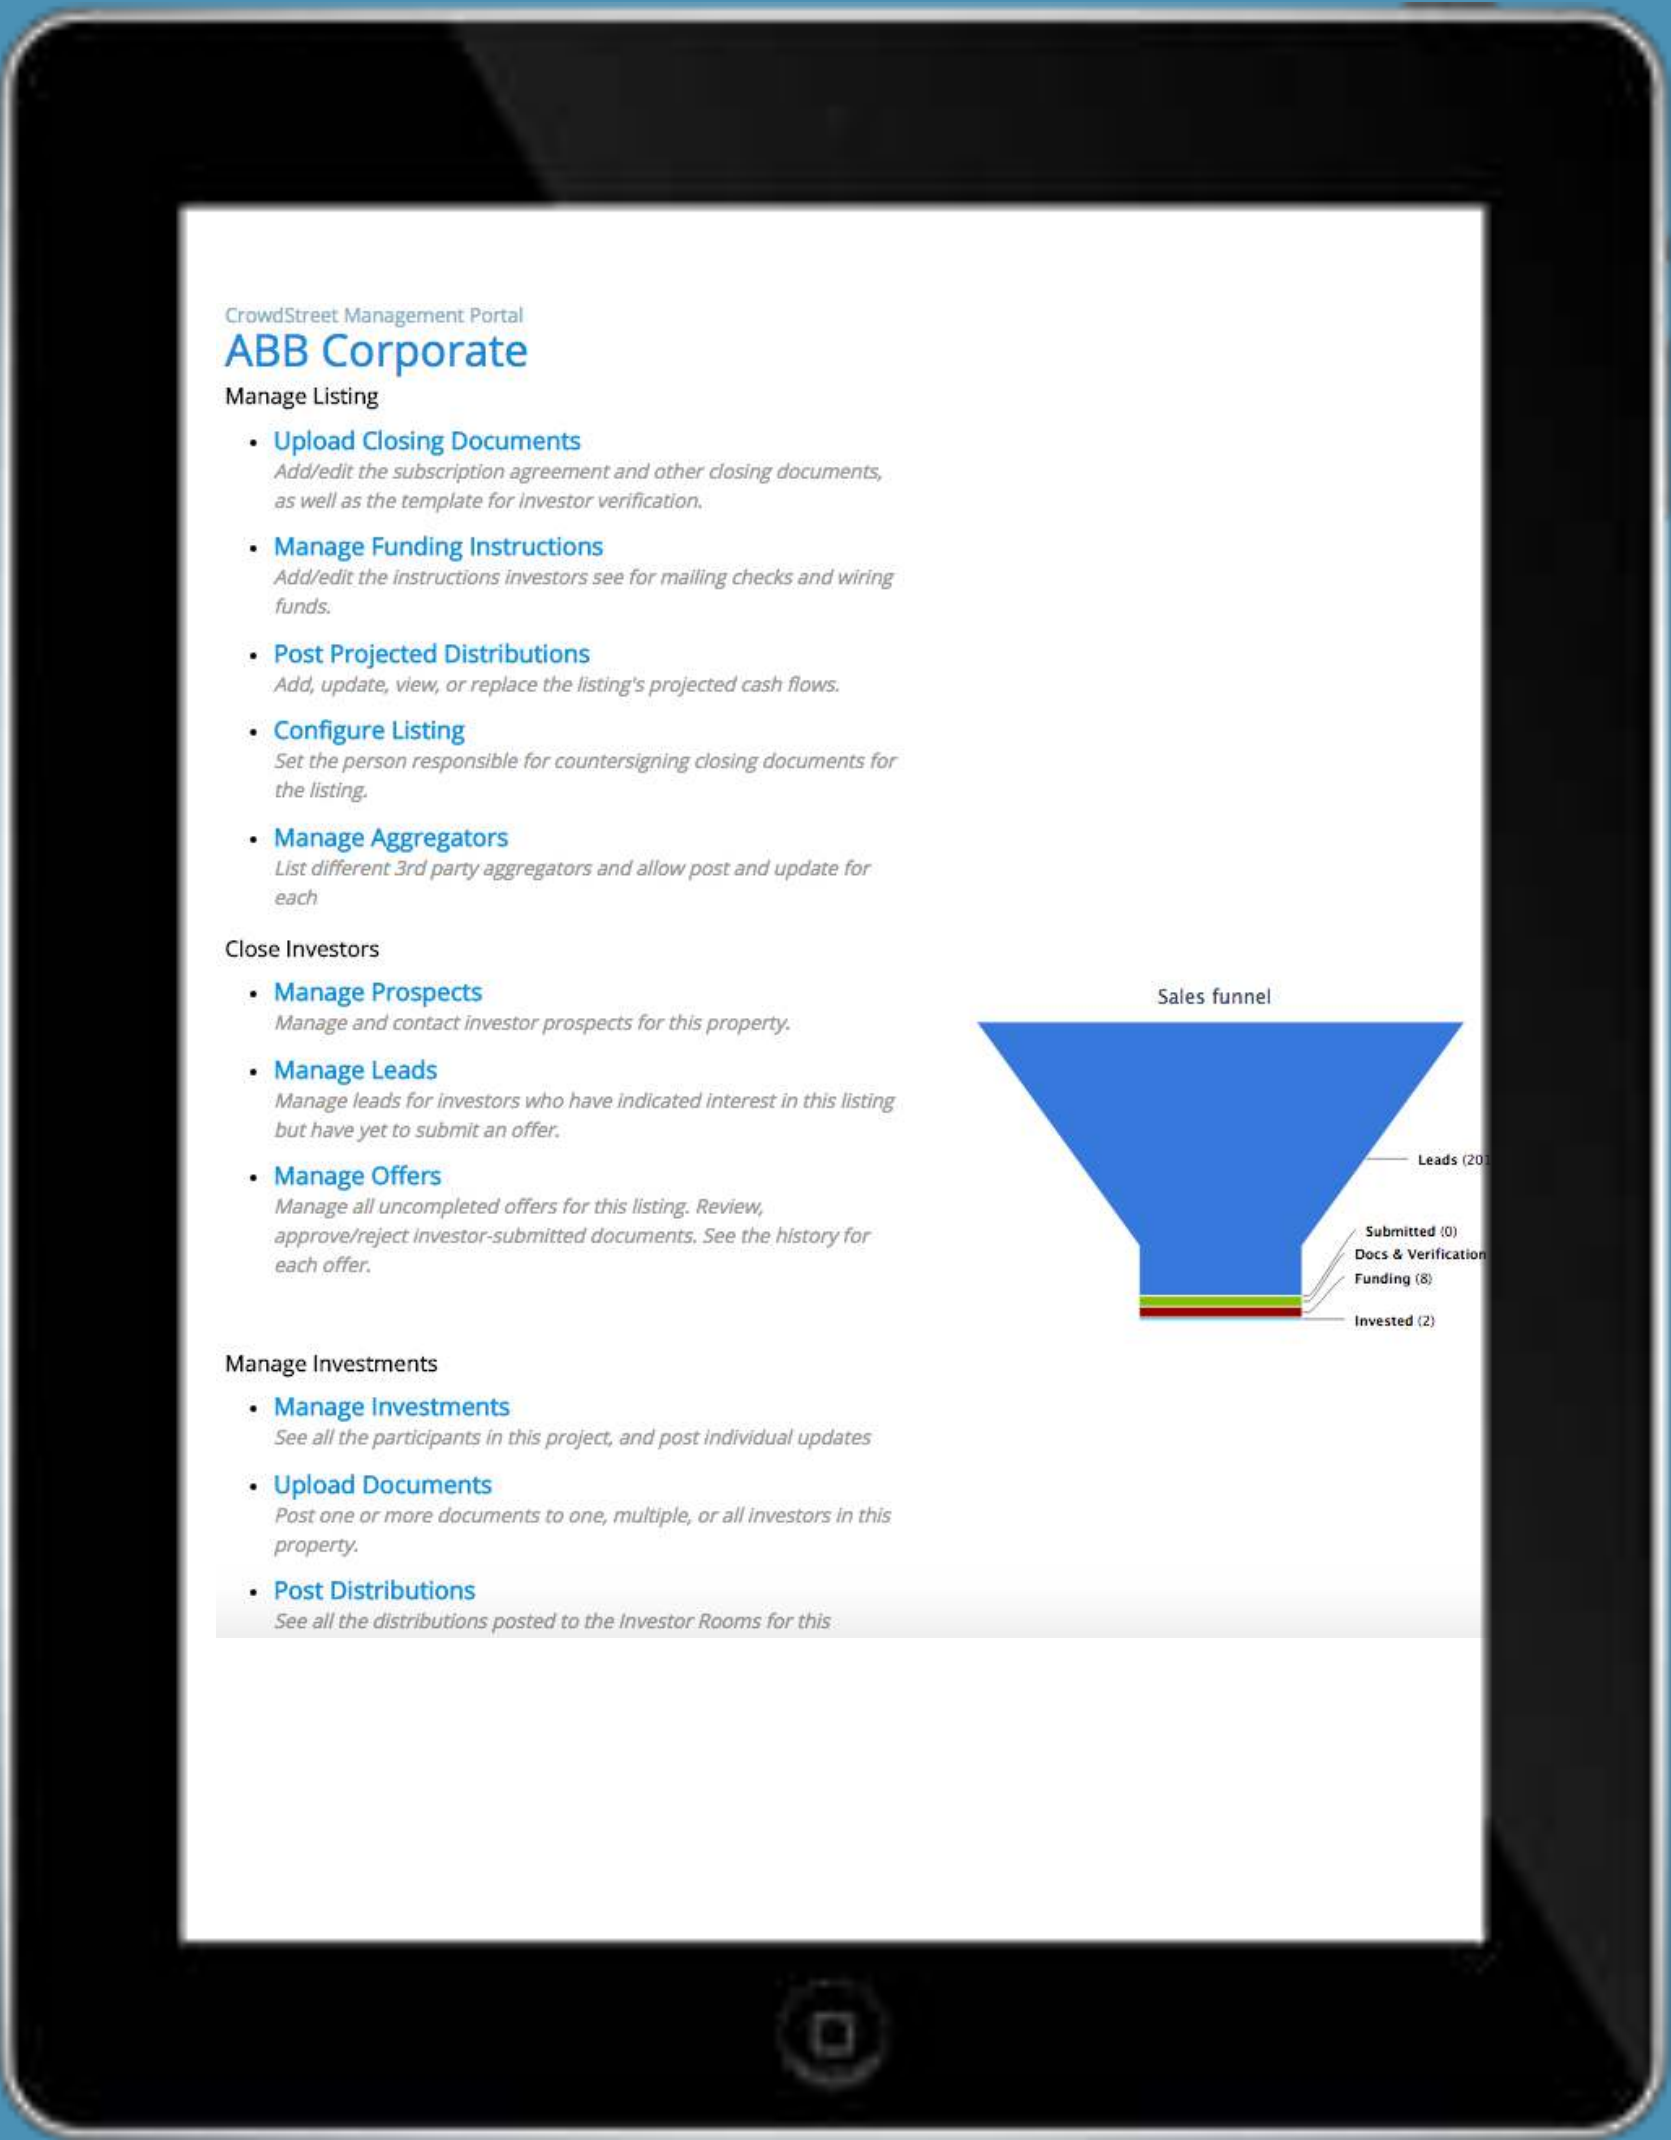 CrowdStreet Management Portal
ABB Corporate
Manage Listing
• Upload Closing Documents
Add/edit the subscription agreement and other closing documents,
as well as the template for investor verification.
• Manage Funding Instructions
Add/edit the instructions investors see for mailing checks and wiring
funds.
• Post Projected Distributions
Add, update, view, or replace the listing's projected cash flows.
• Configure Listing
Set the person responsible for countersigning closing documents for
the listing.
• Manage Aggregators
List different 3rd party aggregators and allow post and update for
each
Close Investors
• Manage Prospects
Manage and contact investor prospects for this property.
• Manage Leads
Manage leads for investors who have indicated interest in this listing
but have yet to submit an offer.
• Manage Offers
Manage all uncompleted offers for this listing. Review,
approve/reject investor-submitted documents. See the history for
each offer.
Sales funnel
Leads (20
Submitted (0)
Docs & Verification
Funding (8)
Invested (2)
Manage Investments
• Manage Investments
See all the participants in this project, and post individual updates
• Upload Documents
Post one or more documents to one, multiple, or all investors in this
property.
• Post Distributions
See all the distributions posted to the Investor Rooms for this